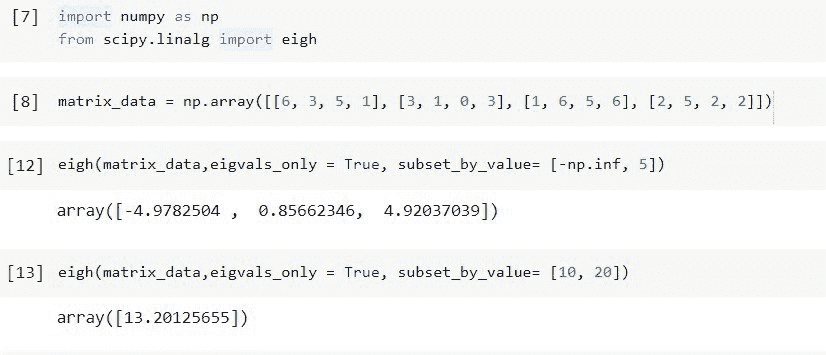 [7] import numpy as np
from scipy.linalg import eigh
[8] matrix_data = np.array([[6, 3, 5, 1], [3, 1, 0, 3], [1, 6, 5, 6], [2, 5, 2, 2]])
[12] eigh(matrix_data,eigvals_only = True, subset_by_value= [-np.inf, 5])
array([-4.9782504 ,  0.85662346,  4.92037039])
[13] eigh(matrix_data,eigvals_only = True, subset_by_value= [10, 20])
array([13.20125655])